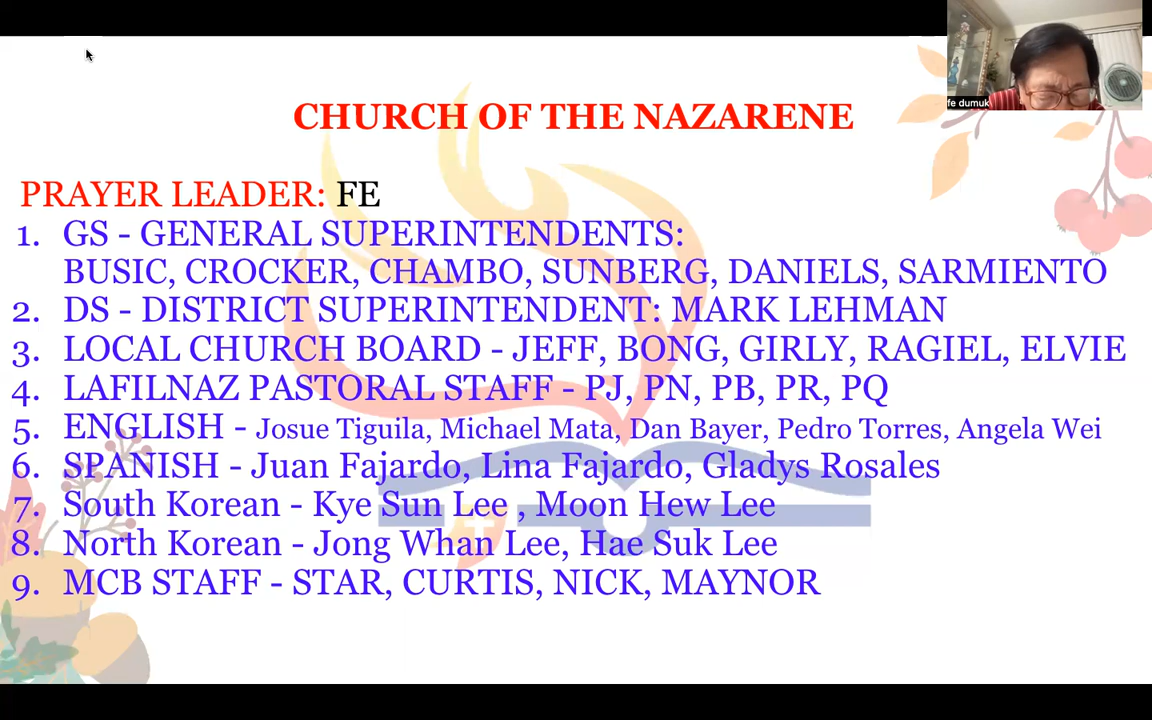 fe dumuk
CHURCH OF THE NAZARENE
PRAYER LEADER: FE
1. GS - GENERAL SUPERINTENDENTS:
BUSIC, CROCKER, CHAMBO, SUNBERG, DANIELS, SARMIENTO
2. DS - DISTRICT SUPERINTENDENT: MARK LEHMAN
3. LOCAL CHURCH BOARD - JEFF, BONG, GIRLY, RAGIEL, ELVIE
4. LAFILNAZ PASTORAL STAFF - PJ, PN, PB, PR, PQ
5. ENGLISH - Josue Tiguila, Michael Mata, Dan Bayer, Pedro Torres, Angela Wei
6. SPANISH - Juan Fajardo, Lina Fajardo, Gladys Rosales
7. South Korean - Kye Sun Lee , Moon Hew Lee
8. North Korean - Jong Whan Lee, Hae Suk Lee
9. MCB STAFF - STAR, CURTIS, NICK, MAYNOR